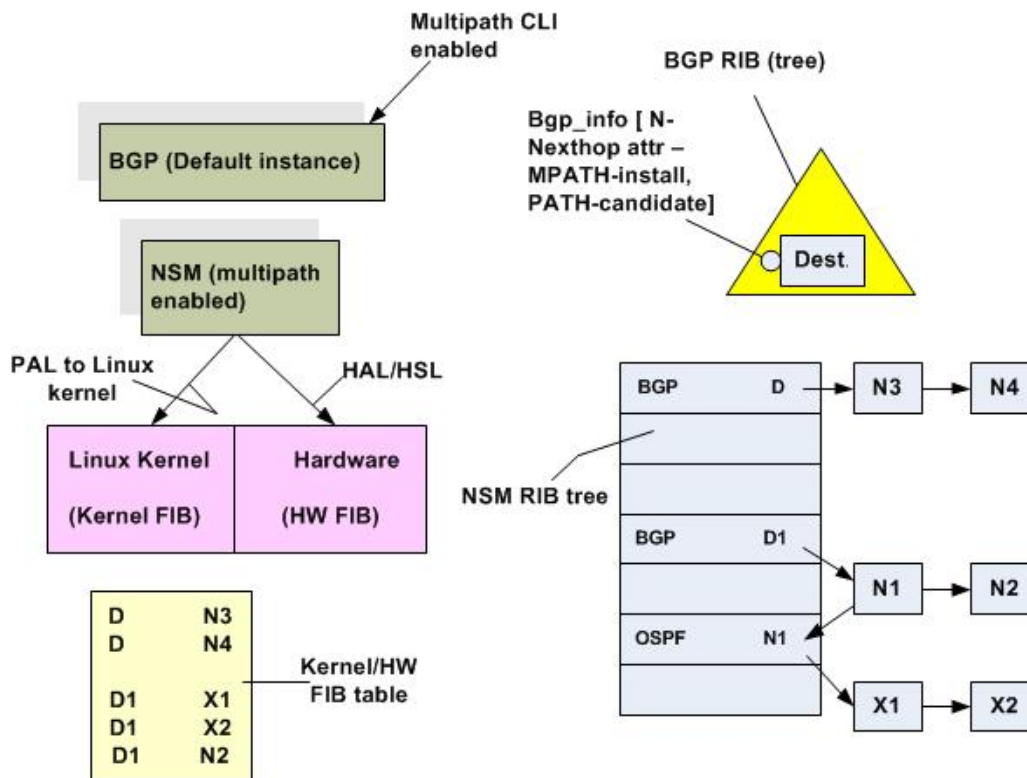 Multipath CLI
enabled
BGP (Default instance)
NSM (multipath
enabled)
PAL to Linux
kernel
HAL/HSL
Linux Kernel
(Kernel FIB)
Hardware
(HW FIB)
D N3
D N4
D1 X1
D1 X2
D1 N2
Kernel/HW
FIB table
BGP RIB (tree)
Bgp_info [ N-
Nexthop attr –
MPATH-install,
PATH-candidate]
Dest.
BGP D
N3
N4
NSM RIB tree
BGP D1
N1
N2
OSPF N1
X1
X2